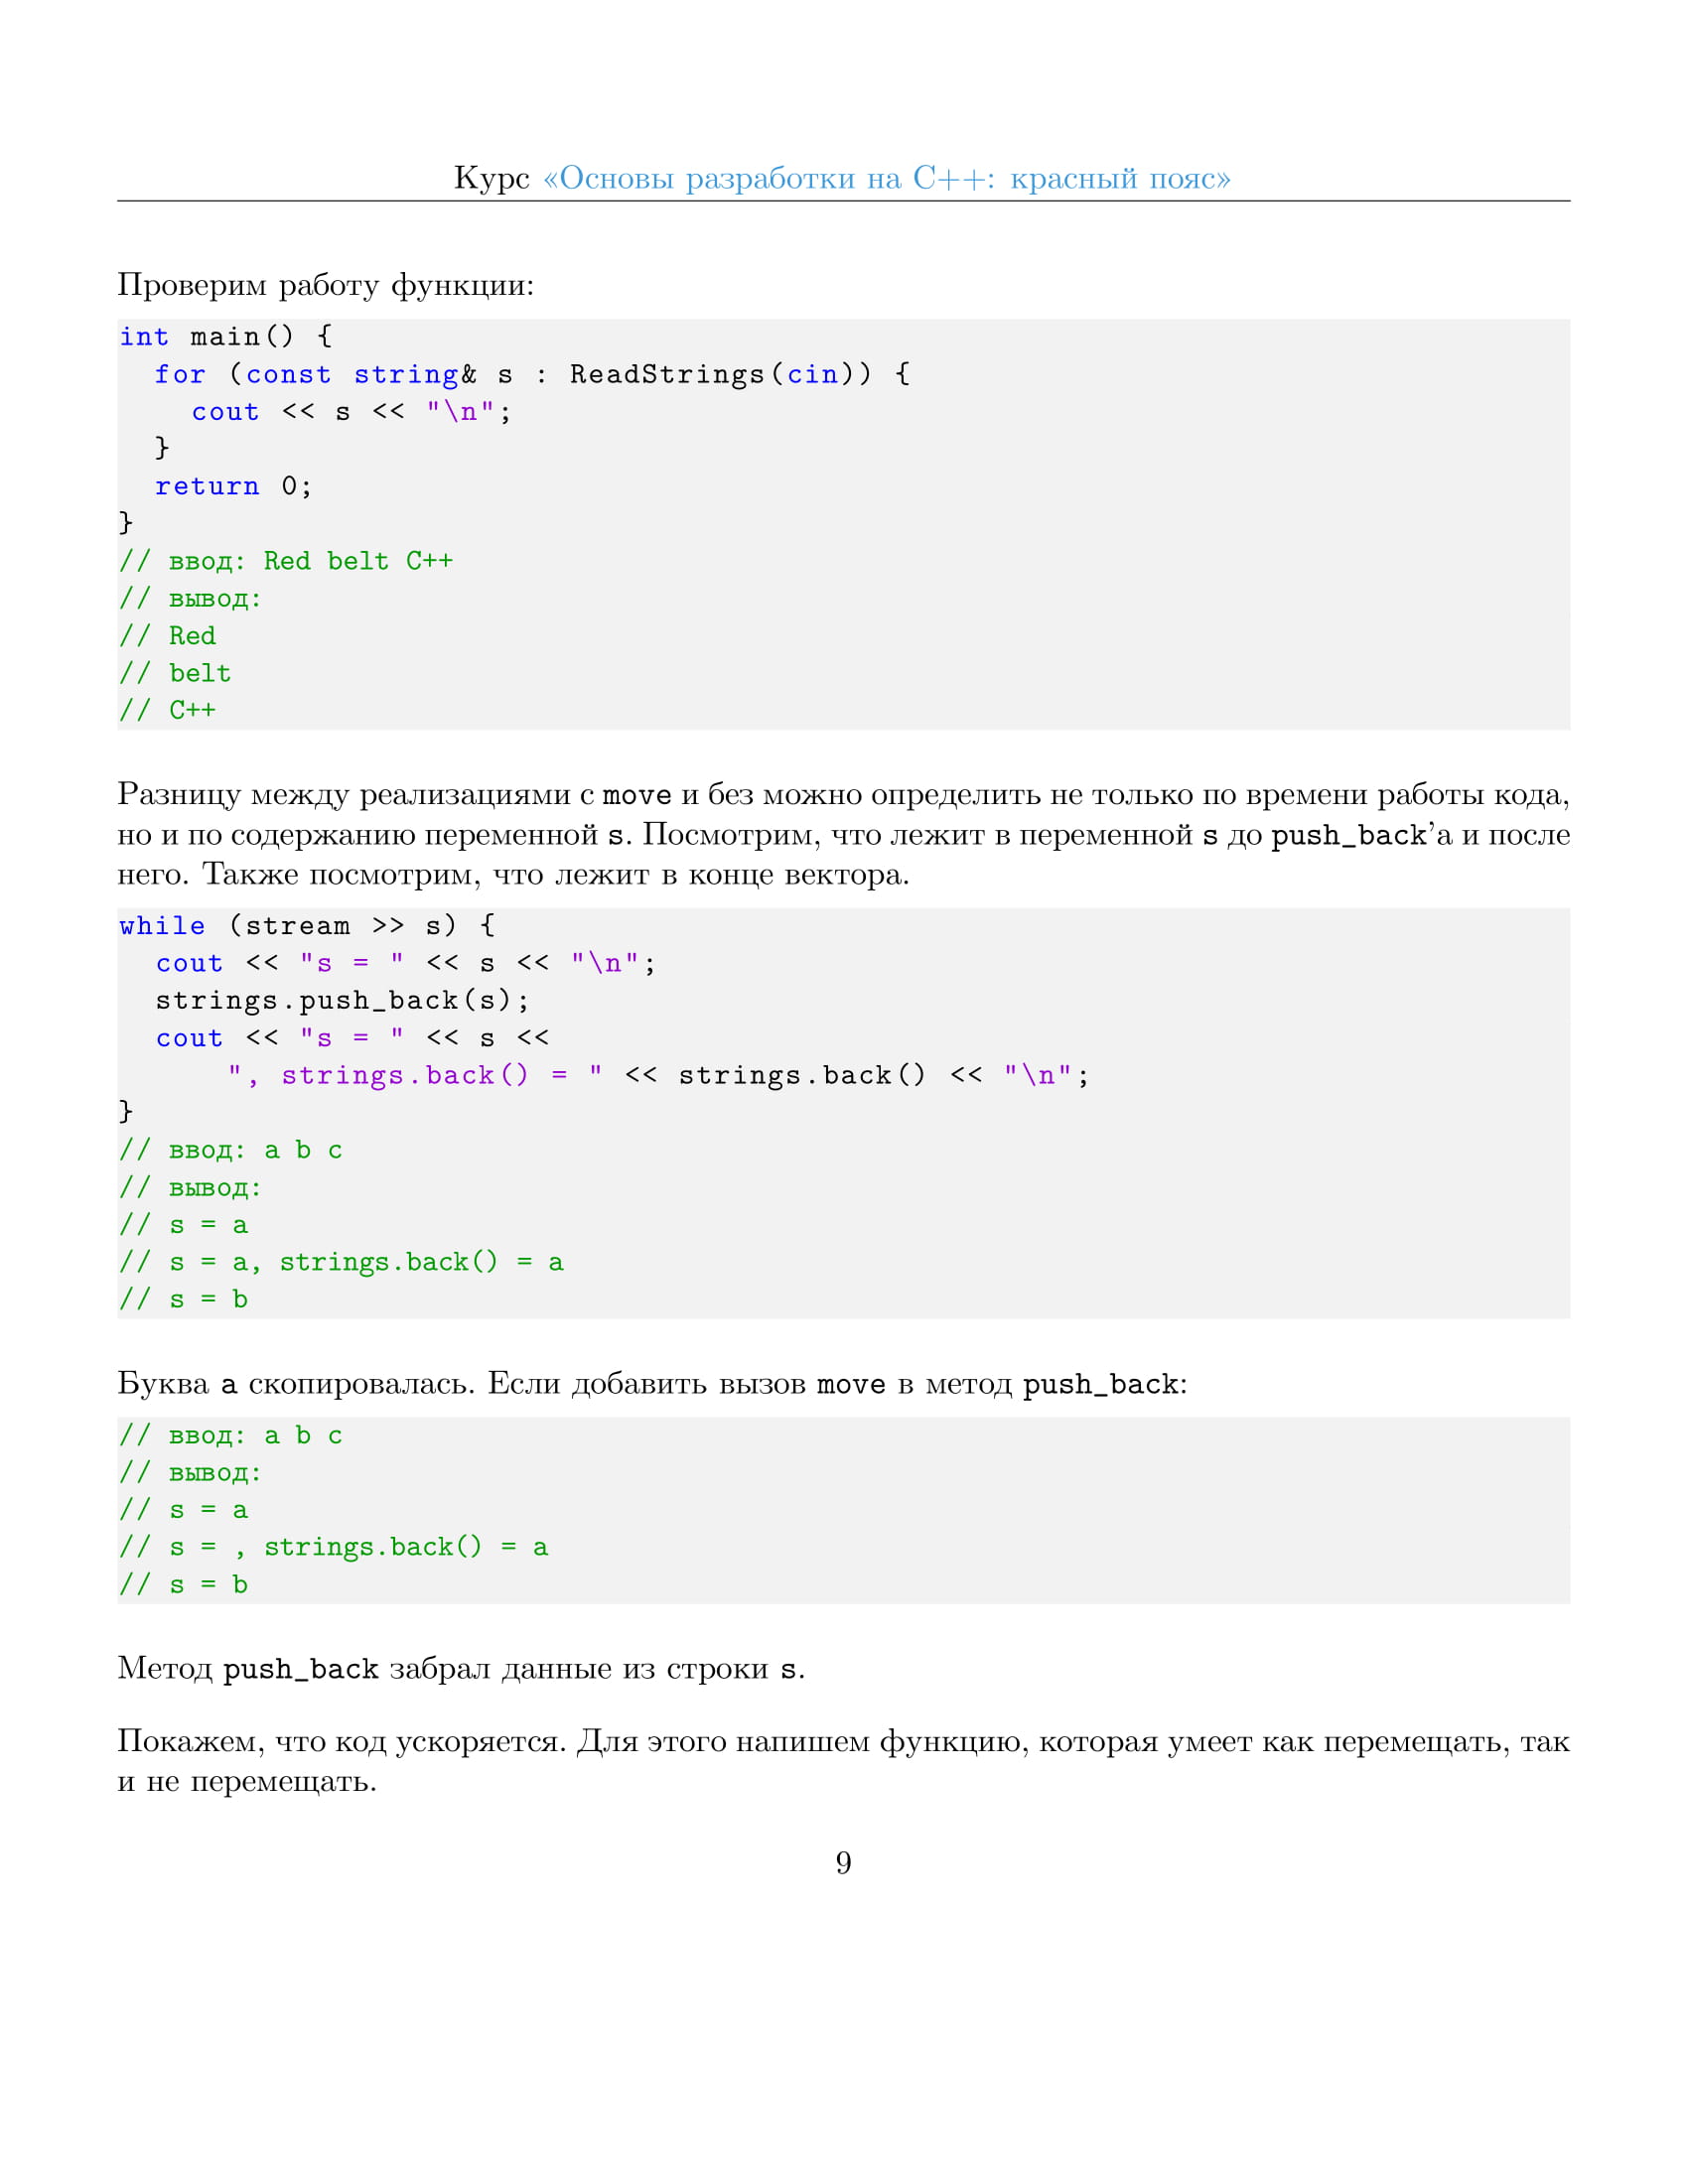 Курс «Основы разработки на C++: красный пояс»
Проверим работу функции:
int main() {
  for (const string& s : ReadStrings(cin)) {
    cout << s << "\n";
  }
  return 0;
}
// ввод: Red belt C++
// вывод:
// Red
// belt
// C++
Разницу между реализациями с move и без можно определить не только по времени работы кода,
но и по содержанию переменной s. Посмотрим, что лежит в переменной s до push_back’а и после
него. Также посмотрим, что лежит в конце вектора.
while (stream >> s) {
  cout << "s = " << s << "\n";
  strings.push_back(s);
  cout << "s = " << s <<
      ", strings.back() = " << strings.back() << "\n";
}
// ввод: a b c
// вывод:
// s = a
// s = a, strings.back() = a
// s = b
Буква a скопировалась. Если добавить вызов move в метод push_back:
// ввод: a b c
// вывод:
// s = a
// s = , strings.back() = a
// s = b
Метод push_back забрал данные из строки s.
Покажем, что код ускоряется. Для этого напишем функцию, которая умеет как перемещать, так
и не перемещать.
9